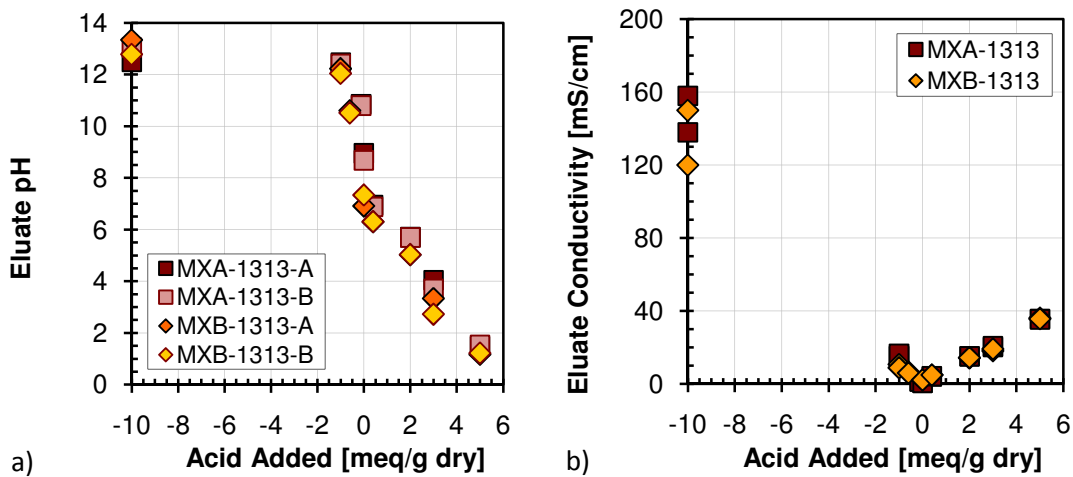 14
12
10
8
6
4
2
0
Eluate pH
MXA-1313-A
MXA-1313-B
MXB-1313-A
MXB-1313-B
-10 -8 -6 -4 -2 0 2 4 6
Acid Added [meq/g dry]
a)
200
160
120
80
40
0
Eluate Conductivity [mS/cm]
MXA-1313
MXB-1313
-10 -8 -6 -4 -2 0 2 4 6
Acid Added [meq/g dry]
b)